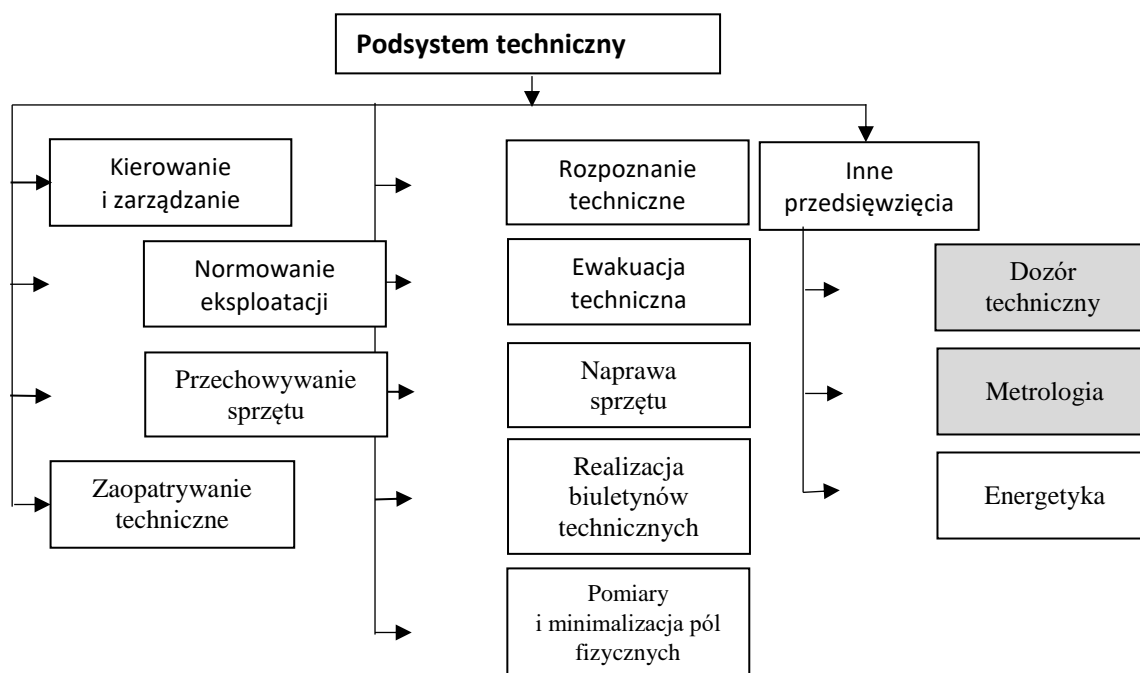 Podsystem techniczny
Kierowanie
i zarządzanie
Normowanie
eksploatacji
Przechowywanie
sprzętu
Zaopatrywanie
techniczne
Rozpoznanie
techniczne
Ewakuacja
techniczna
Naprawa
sprzętu
Realizacja
biuletynów
technicznych
Pomiary
i minimalizacja pól
fizycznych
Inne
przedsięwzięcia
Dozór
techniczny
Metrologia
Energetyka